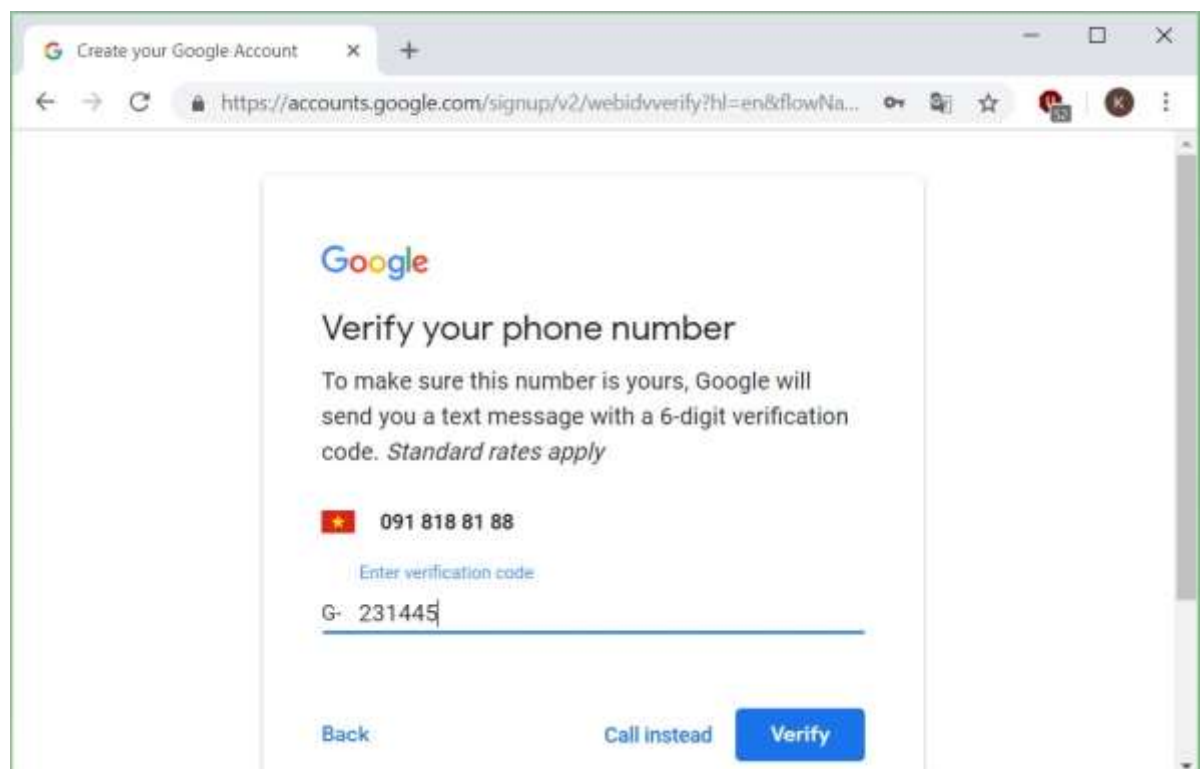 Create your Google Account
https://accounts.google.com/signup/v2/webidvverify?hl=en&flowNa...
K
Google
Verify your phone number
To make sure this number is yours, Google will
send you a text message with a 6-digit verification
code. Standard rates apply
091 818 81 88
Enter verification code
G- 231445
Back Call instead Verify